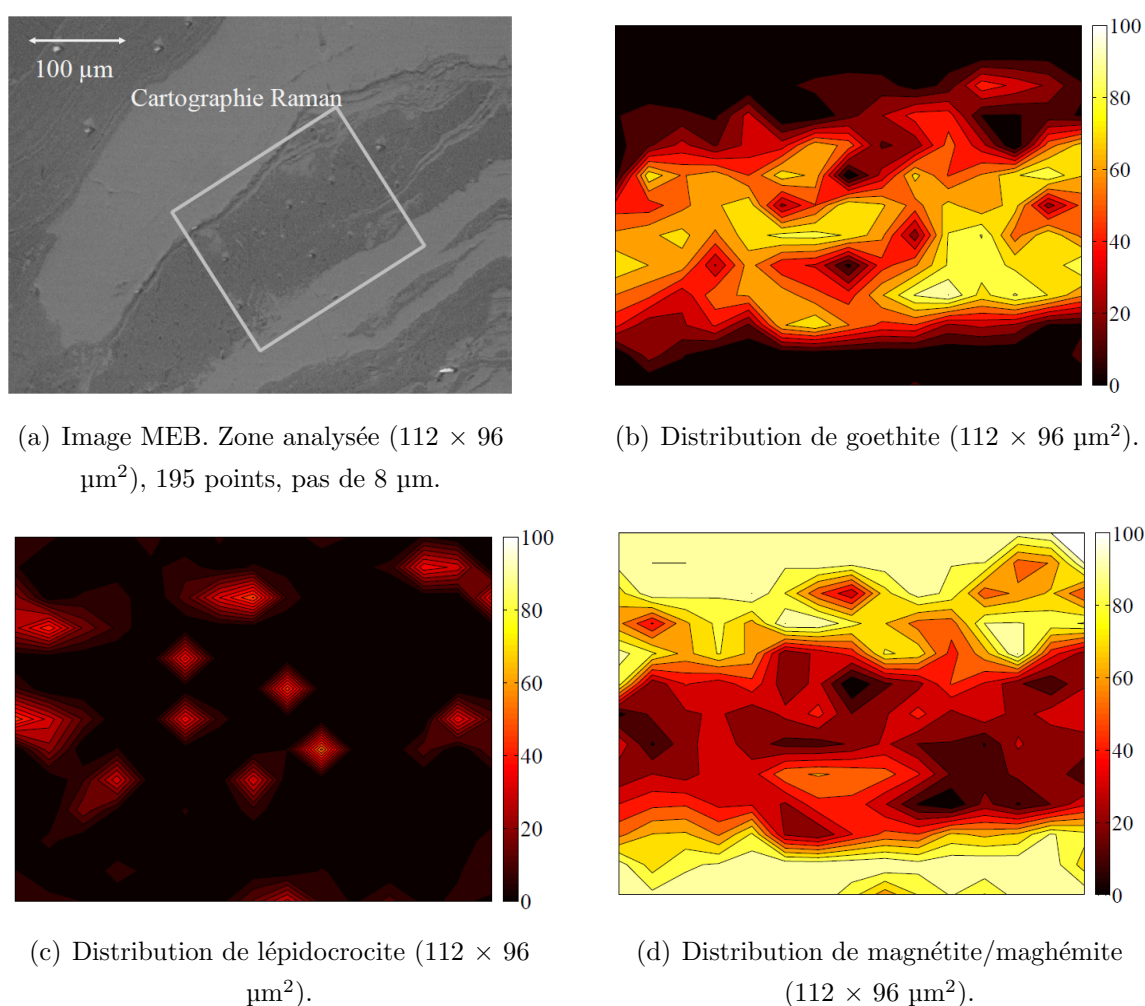 100 µm
Cartographie Raman
100
80
60
40
20
0
(a) Image MEB. Zone analysée (112 × 96
µm²), 195 points, pas de 8 µm.
(b) Distribution de goethite (112 × 96 µm²).
100
80
60
40
20
0
100
80
60
40
20
0
(c) Distribution de lépidocrocite (112 × 96
µm²).
(d) Distribution de magnétite/maghémite
(112 × 96 µm²).